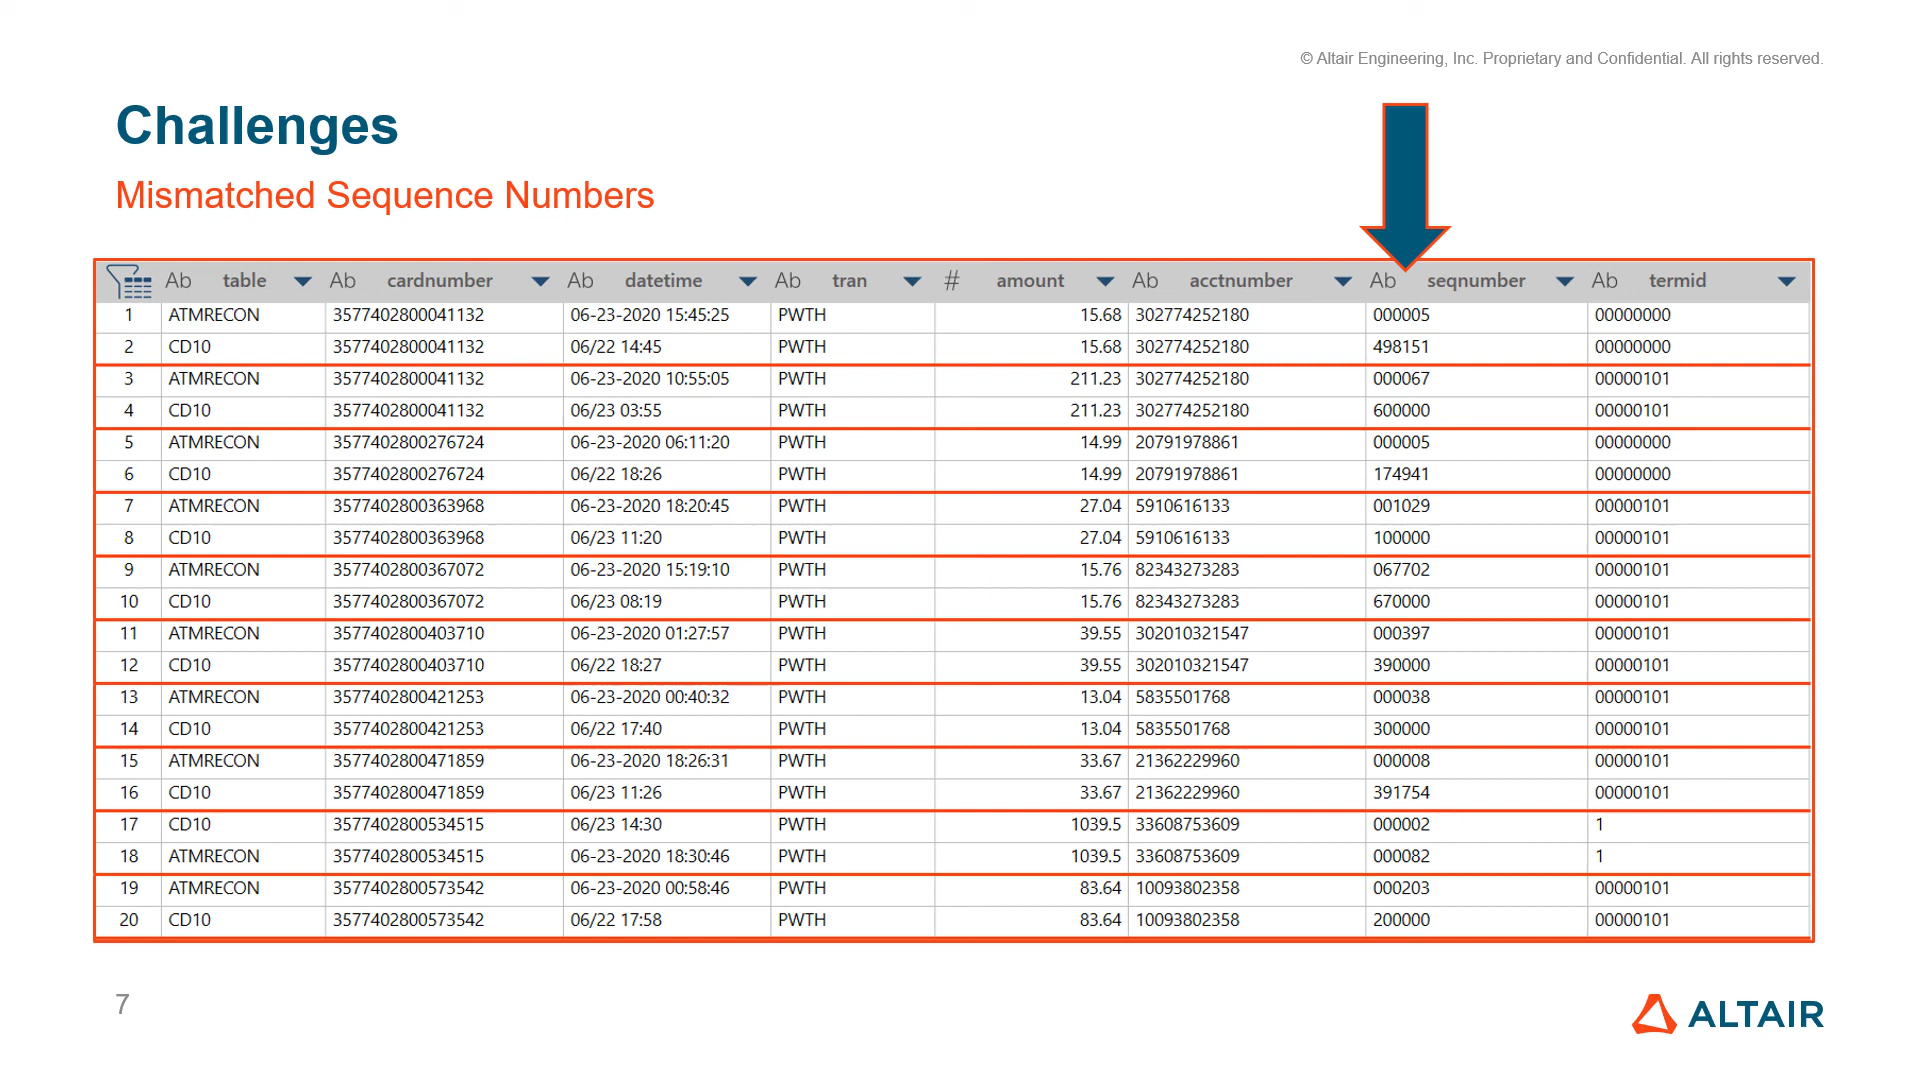 © Altair Engineering, Inc. Proprietary and Confidential. All rights reserved.
Challenges
Mismatched Sequence Numbers
Ab table Ab cardnumber Ab datetime Ab tran # amount Ab acctnumber Ab seqnumber Ab termid
1 ATMRECON 3577402800041132 06-23-2020 15:45:25 PWTH 15.68 302774252180 000005 00000000
2 CD10 3577402800041132 06/22 14:45 PWTH 15.68 302774252180 498151 00000000
3 ATMRECON 3577402800041132 06-23-2020 10:55:05 PWTH 211.23 302774252180 000067 00000101
4 CD10 3577402800041132 06/23 03:55 PWTH 211.23 302774252180 600000 00000101
5 ATMRECON 3577402800276724 06-23-2020 06:11:20 PWTH 14.99 20791978861 000005 00000000
6 CD10 3577402800276724 06/22 18:26 PWTH 14.99 20791978861 174941 00000000
7 ATMRECON 3577402800363968 06-23-2020 18:20:45 PWTH 27.04 5910616133 001029 00000101
8 CD10 3577402800363968 06/23 11:20 PWTH 27.04 5910616133 100000 00000101
9 ATMRECON 3577402800367072 06-23-2020 15:19:10 PWTH 15.76 82343273283 067702 00000101
10 CD10 3577402800367072 06/23 08:19 PWTH 15.76 82343273283 670000 00000101
11 ATMRECON 3577402800403710 06-23-2020 01:27:57 PWTH 39.55 302010321547 000397 00000101
12 CD10 3577402800403710 06/22 18:27 PWTH 39.55 302010321547 390000 00000101
13 ATMRECON 3577402800421253 06-23-2020 00:40:32 PWTH 13.04 5835501768 000038 00000101
14 CD10 3577402800421253 06/22 17:40 PWTH 13.04 5835501768 300000 00000101
15 ATMRECON 3577402800471859 06-23-2020 18:26:31 PWTH 33.67 21362229960 000008 00000101
16 CD10 3577402800471859 06/23 11:26 PWTH 33.67 21362229960 391754 00000101
17 CD10 3577402800534515 06/23 14:30 PWTH 1039.5 33608753609 000002 1
18 ATMRECON 3577402800534515 06-23-2020 18:30:46 PWTH 1039.5 33608753609 000082 1
19 ATMRECON 3577402800573542 06-23-2020 00:58:46 PWTH 83.64 10093802358 000203 00000101
20 CD10 3577402800573542 06/22 17:58 PWTH 83.64 10093802358 200000 00000101
7
ALTAIR